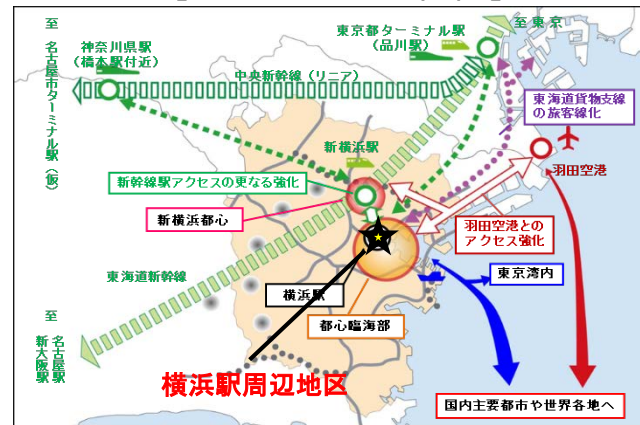 至 東京
東京都ターミナル駅
(品川駅)
至 名古屋市ターミナル駅(仮)
神奈川県駅
(橋本駅付近)
中央新幹線(リニア)
東海道貨物支線
の旅客線化
新横浜駅
羽田空港
新幹線駅アクセスの更なる強化
新横浜都心
羽田空港との
アクセス強化
東京湾内
東海道新幹線
横浜駅
都心臨海部
至 名古屋駅
新大阪駅
横浜駅周辺地区
国内主要都市や世界各地へ